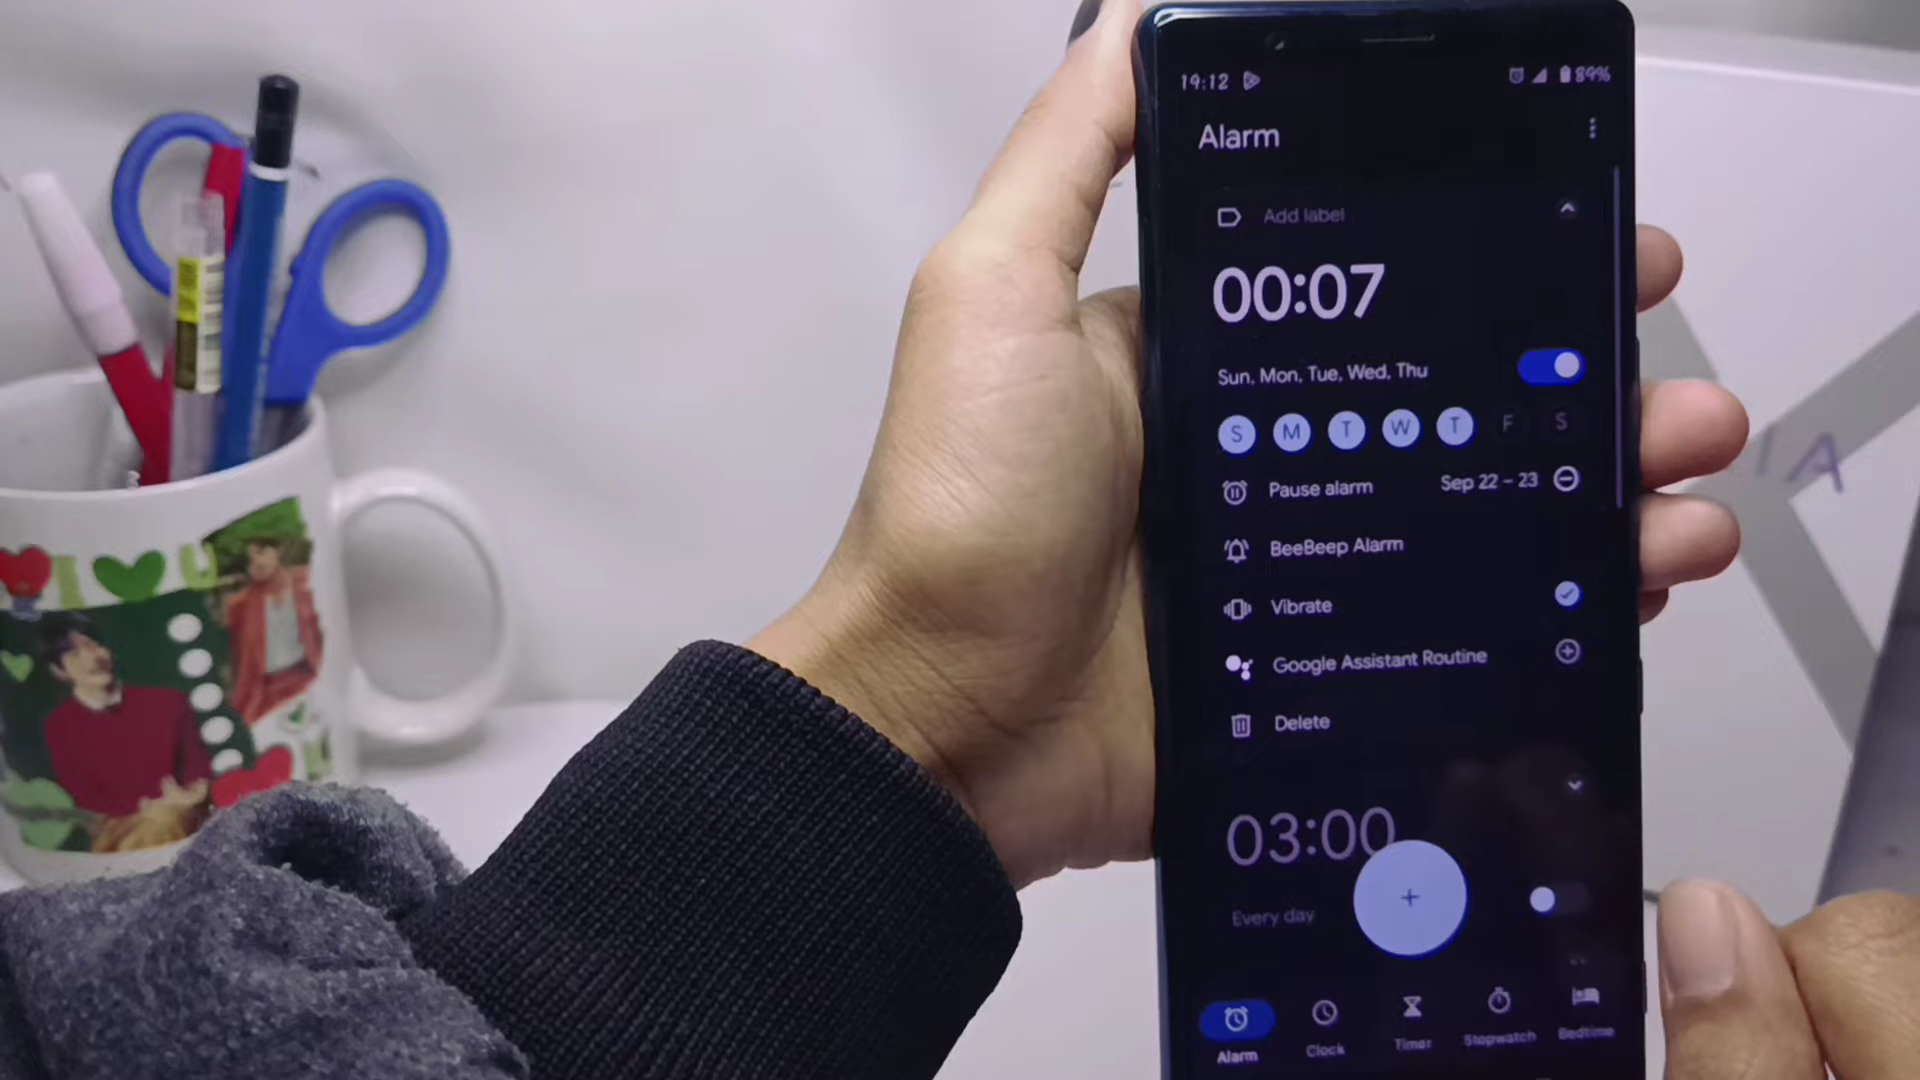 19:12
89%
Alarm
Add label
00:07
Sun, Mon, Tue, Wed, Thu
S M T W T F S
Pause alarm Sep 22 – 23
BeeBeep Alarm
Vibrate
Google Assistant Routine
Delete
03:00
Every day
Alarm Clock Timer Stopwatch Bedtime
I U